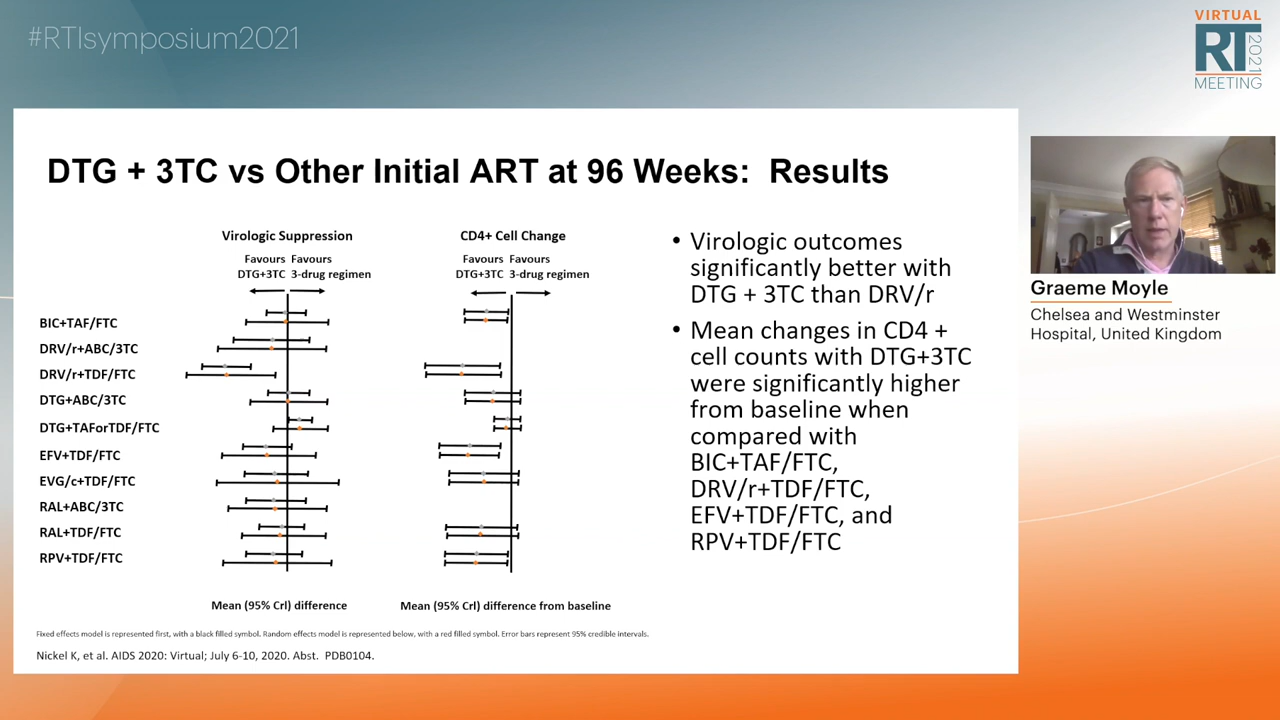 #RTIsymposium2021
VIRTUAL
RT
2021
MEETING
DTG + 3TC vs Other Initial ART at 96 Weeks: Results
Virologic Suppression
Favours Favours
DTG+3TC 3-drug regimen
CD4+ Cell Change
Favours Favours
DTG+3TC 3-drug regimen
BIC+TAF/FTC
DRV/r+ABC/3TC
DRV/r+TDF/FTC
DTG+ABC/3TC
DTG+TAForTDF/FTC
EFV+TDF/FTC
EVG/c+TDF/FTC
RAL+ABC/3TC
RAL+TDF/FTC
RPV+TDF/FTC
Mean (95% Crl) difference
Mean (95% Crl) difference from baseline
• Virologic outcomes
significantly better with
DTG + 3TC than DRV/r
• Mean changes in CD4 +
cell counts with DTG+3TC
were significantly higher
from baseline when
compared with
BIC+TAF/FTC,
DRV/r+TDF/FTC,
EFV+TDF/FTC, and
RPV+TDF/FTC
Fixed effects model is represented first, with a black filled symbol. Random effects model is represented below, with a red filled symbol. Error bars represent 95% credible intervals.
Nickel K, et al. AIDS 2020: Virtual; July 6-10, 2020. Abst. PDB0104.
Graeme Moyle
Chelsea and Westminster
Hospital, United Kingdom